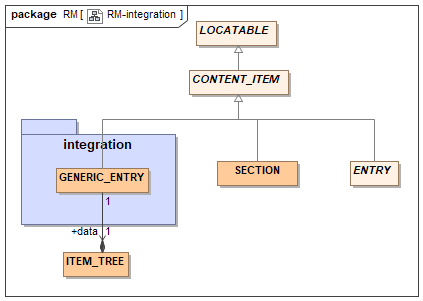 package RM [ RM-integration ]
LOCATABLE
CONTENT_ITEM
integration
GENERIC_ENTRY
SECTION
ENTRY
1
+data 1
ITEM_TREE